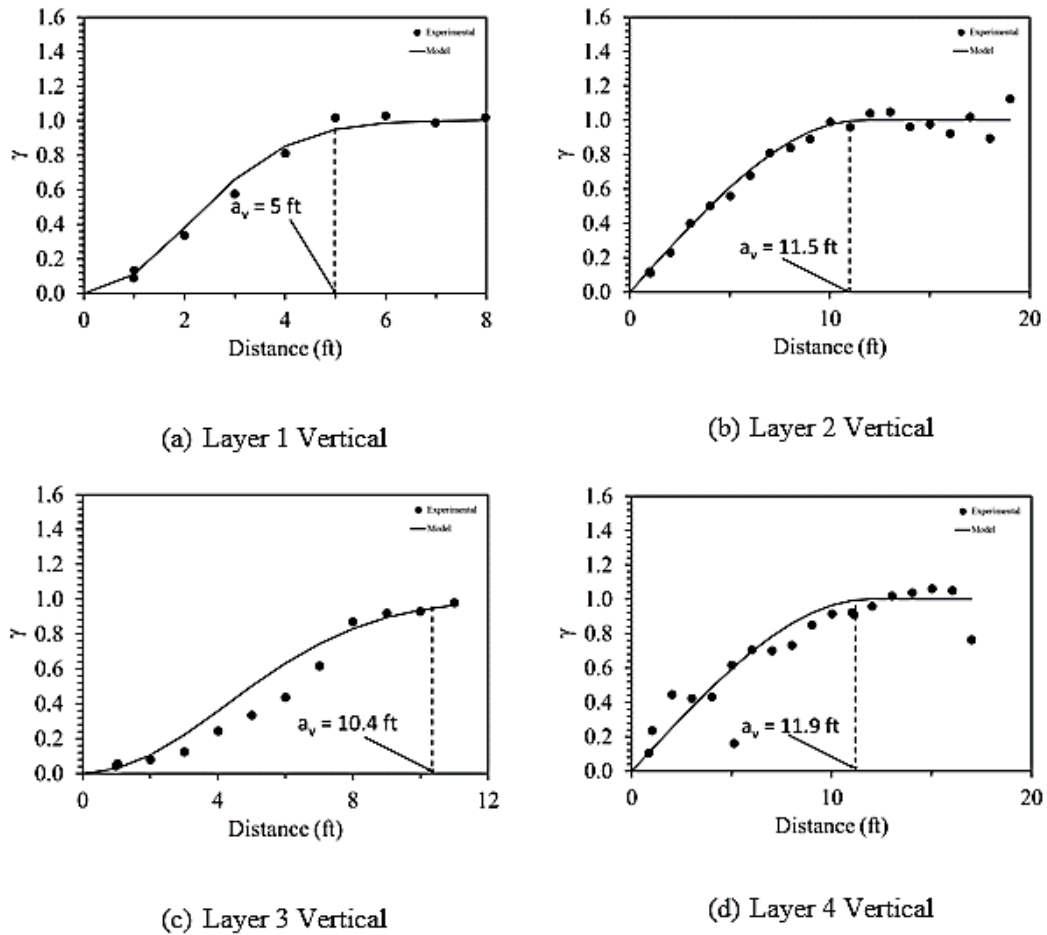 1.6
1.4
1.2
1.0
0.8
0.6
0.4
0.2
0.0
γ
Experimental
Model
a_v = 5 ft
0 2 4 6 8
Distance (ft)
(a) Layer 1 Vertical
1.6
1.4
1.2
1.0
0.8
0.6
0.4
0.2
0.0
γ
Experimental
Model
a_v = 11.5 ft
0 10 20
Distance (ft)
(b) Layer 2 Vertical
1.6
1.4
1.2
1.0
0.8
0.6
0.4
0.2
0.0
γ
Experimental
Model
a_v = 10.4 ft
0 4 8 12
Distance (ft)
(c) Layer 3 Vertical
1.6
1.4
1.2
1.0
0.8
0.6
0.4
0.2
0.0
γ
Experimental
Model
a_v = 11.9 ft
0 10 20
Distance (ft)
(d) Layer 4 Vertical